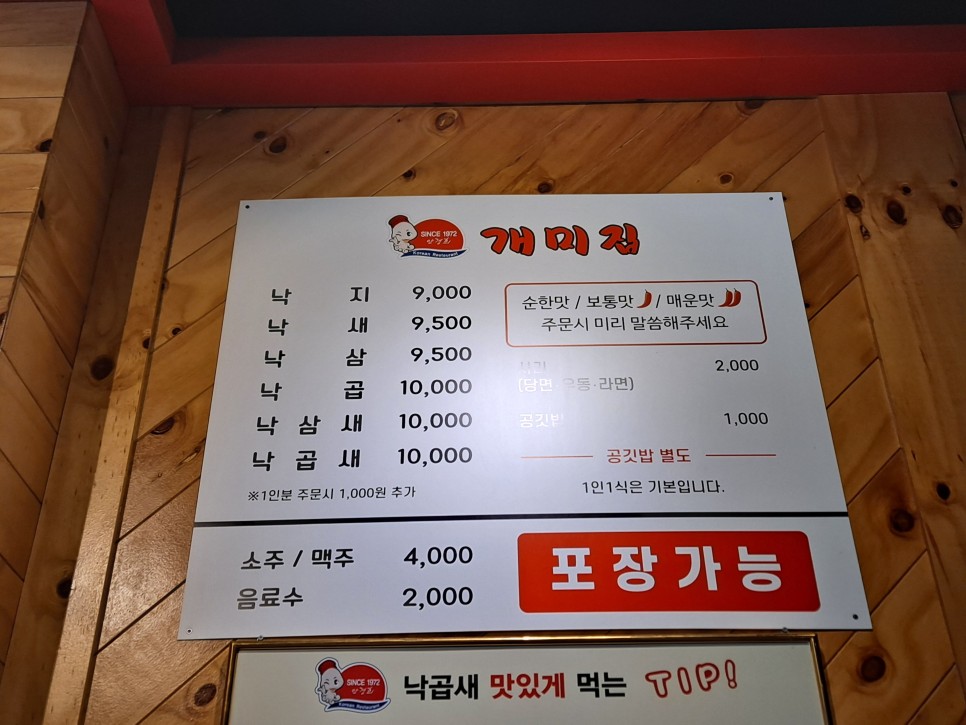 SINCE 1972
Korean Restaurant
개미집
낙 지 9,000
낙 새 9,500
낙 삼 9,500
낙 곱 10,000
낙 삼 새 10,000
낙 곱 새 10,000
※1인분 주문시 1,000원 추가
순한맛 / 보통맛 / 매운맛
주문시 미리 말씀해주세요
2,000
(당면·우동·라면)
공깃밥 1,000
공깃밥 별도
1인1식은 기본입니다.
소주 / 맥주 4,000
음료수 2,000
포장가능
SINCE 1972
Korean Restaurant
낙곱새 맛있게 먹는 TIP!